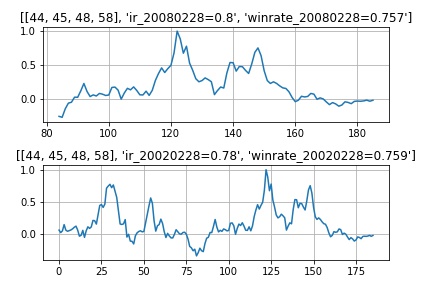 [[44, 45, 48, 58], 'ir_20080228=0.8', 'winrate_20080228=0.757']
1.0
0.5
0.0
80 100 120 140 160 180
[[44, 45, 48, 58], 'ir_20020228=0.78', 'winrate_20020228=0.759']
1.0
0.5
0.0
0 25 50 75 100 125 150 175